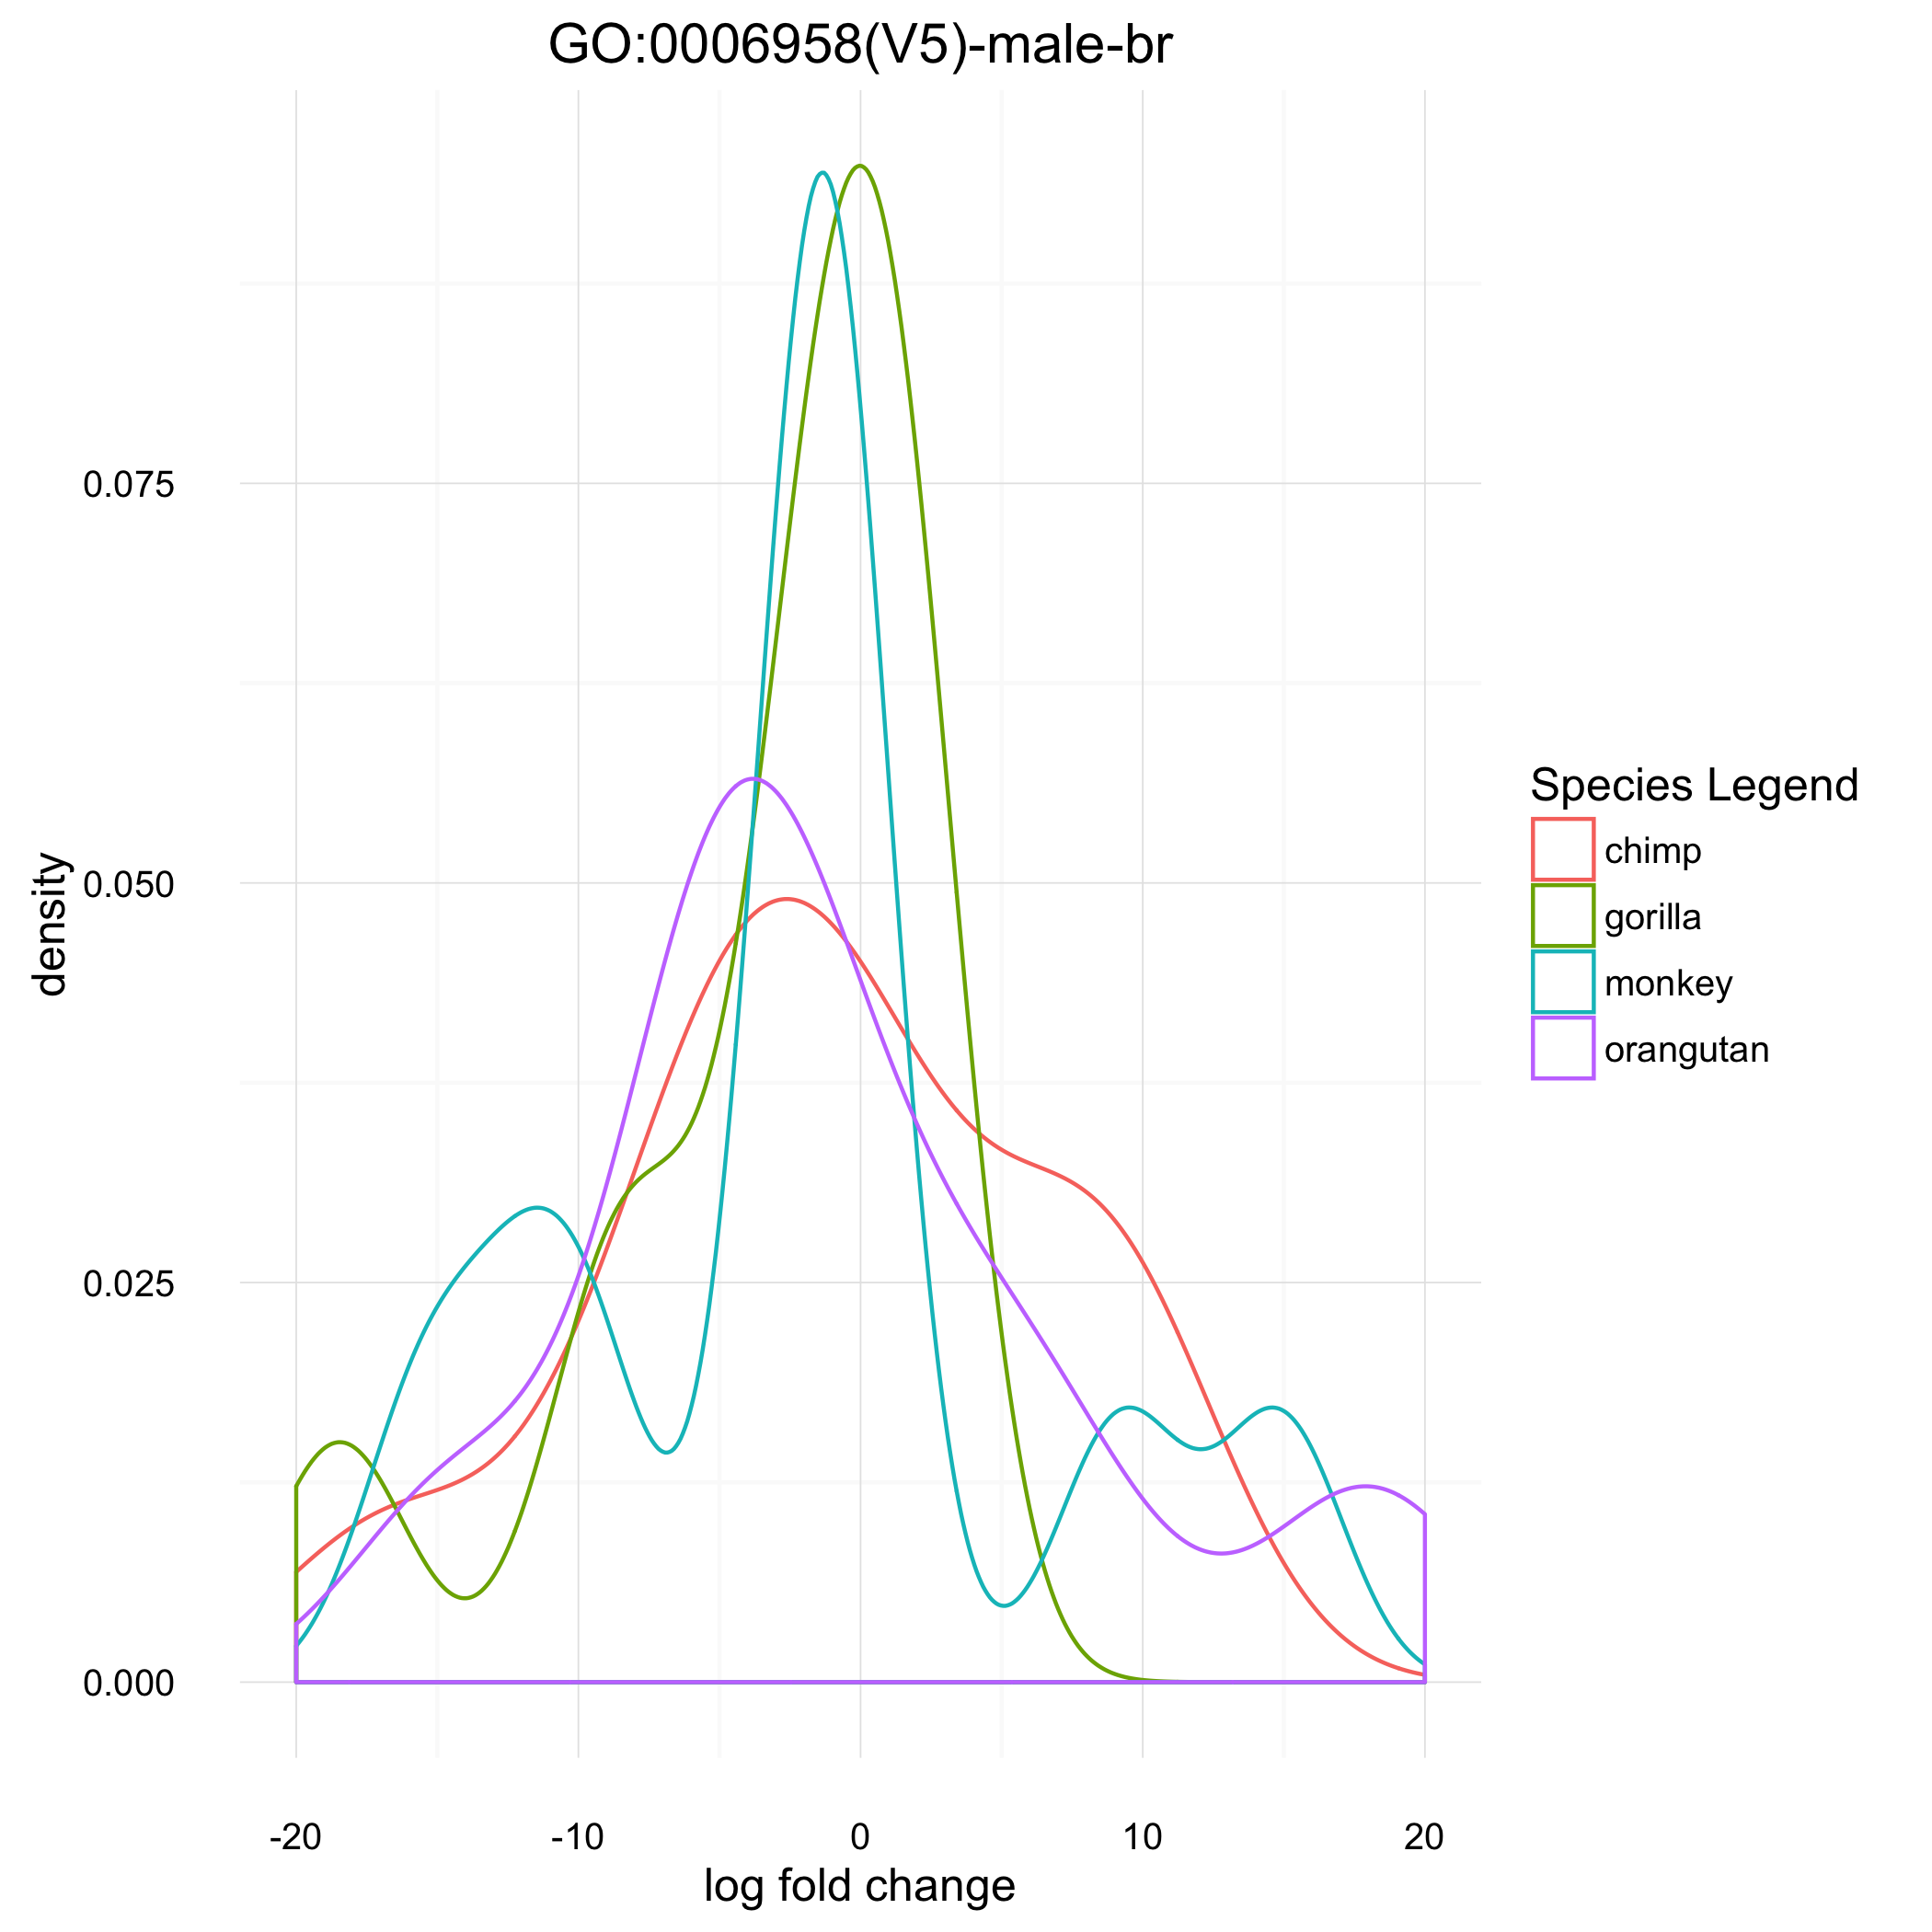 GO:0006958(V5)-male-br
0.075
0.050
0.025
0.000
density
-20 -10 0 10 20
log fold change
Species Legend
chimp
gorilla
monkey
orangutan